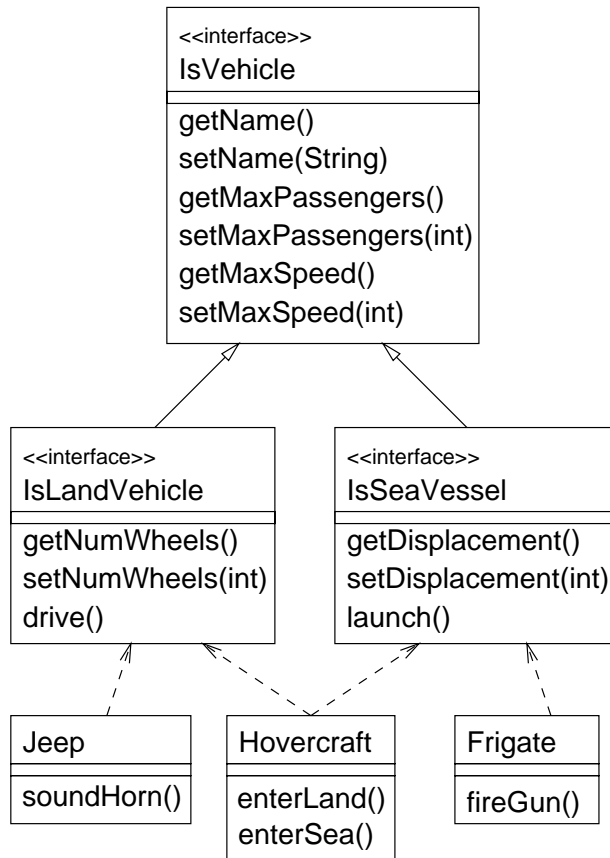 <<interface>>
IsVehicle
getName()
setName(String)
getMaxPassengers()
setMaxPassengers(int)
getMaxSpeed()
setMaxSpeed(int)
<<interface>>
IsLandVehicle
getNumWheels()
setNumWheels(int)
drive()
<<interface>>
IsSeaVessel
getDisplacement()
setDisplacement(int)
launch()
Jeep
soundHorn()
Hovercraft
enterLand()
enterSea()
Frigate
fireGun()